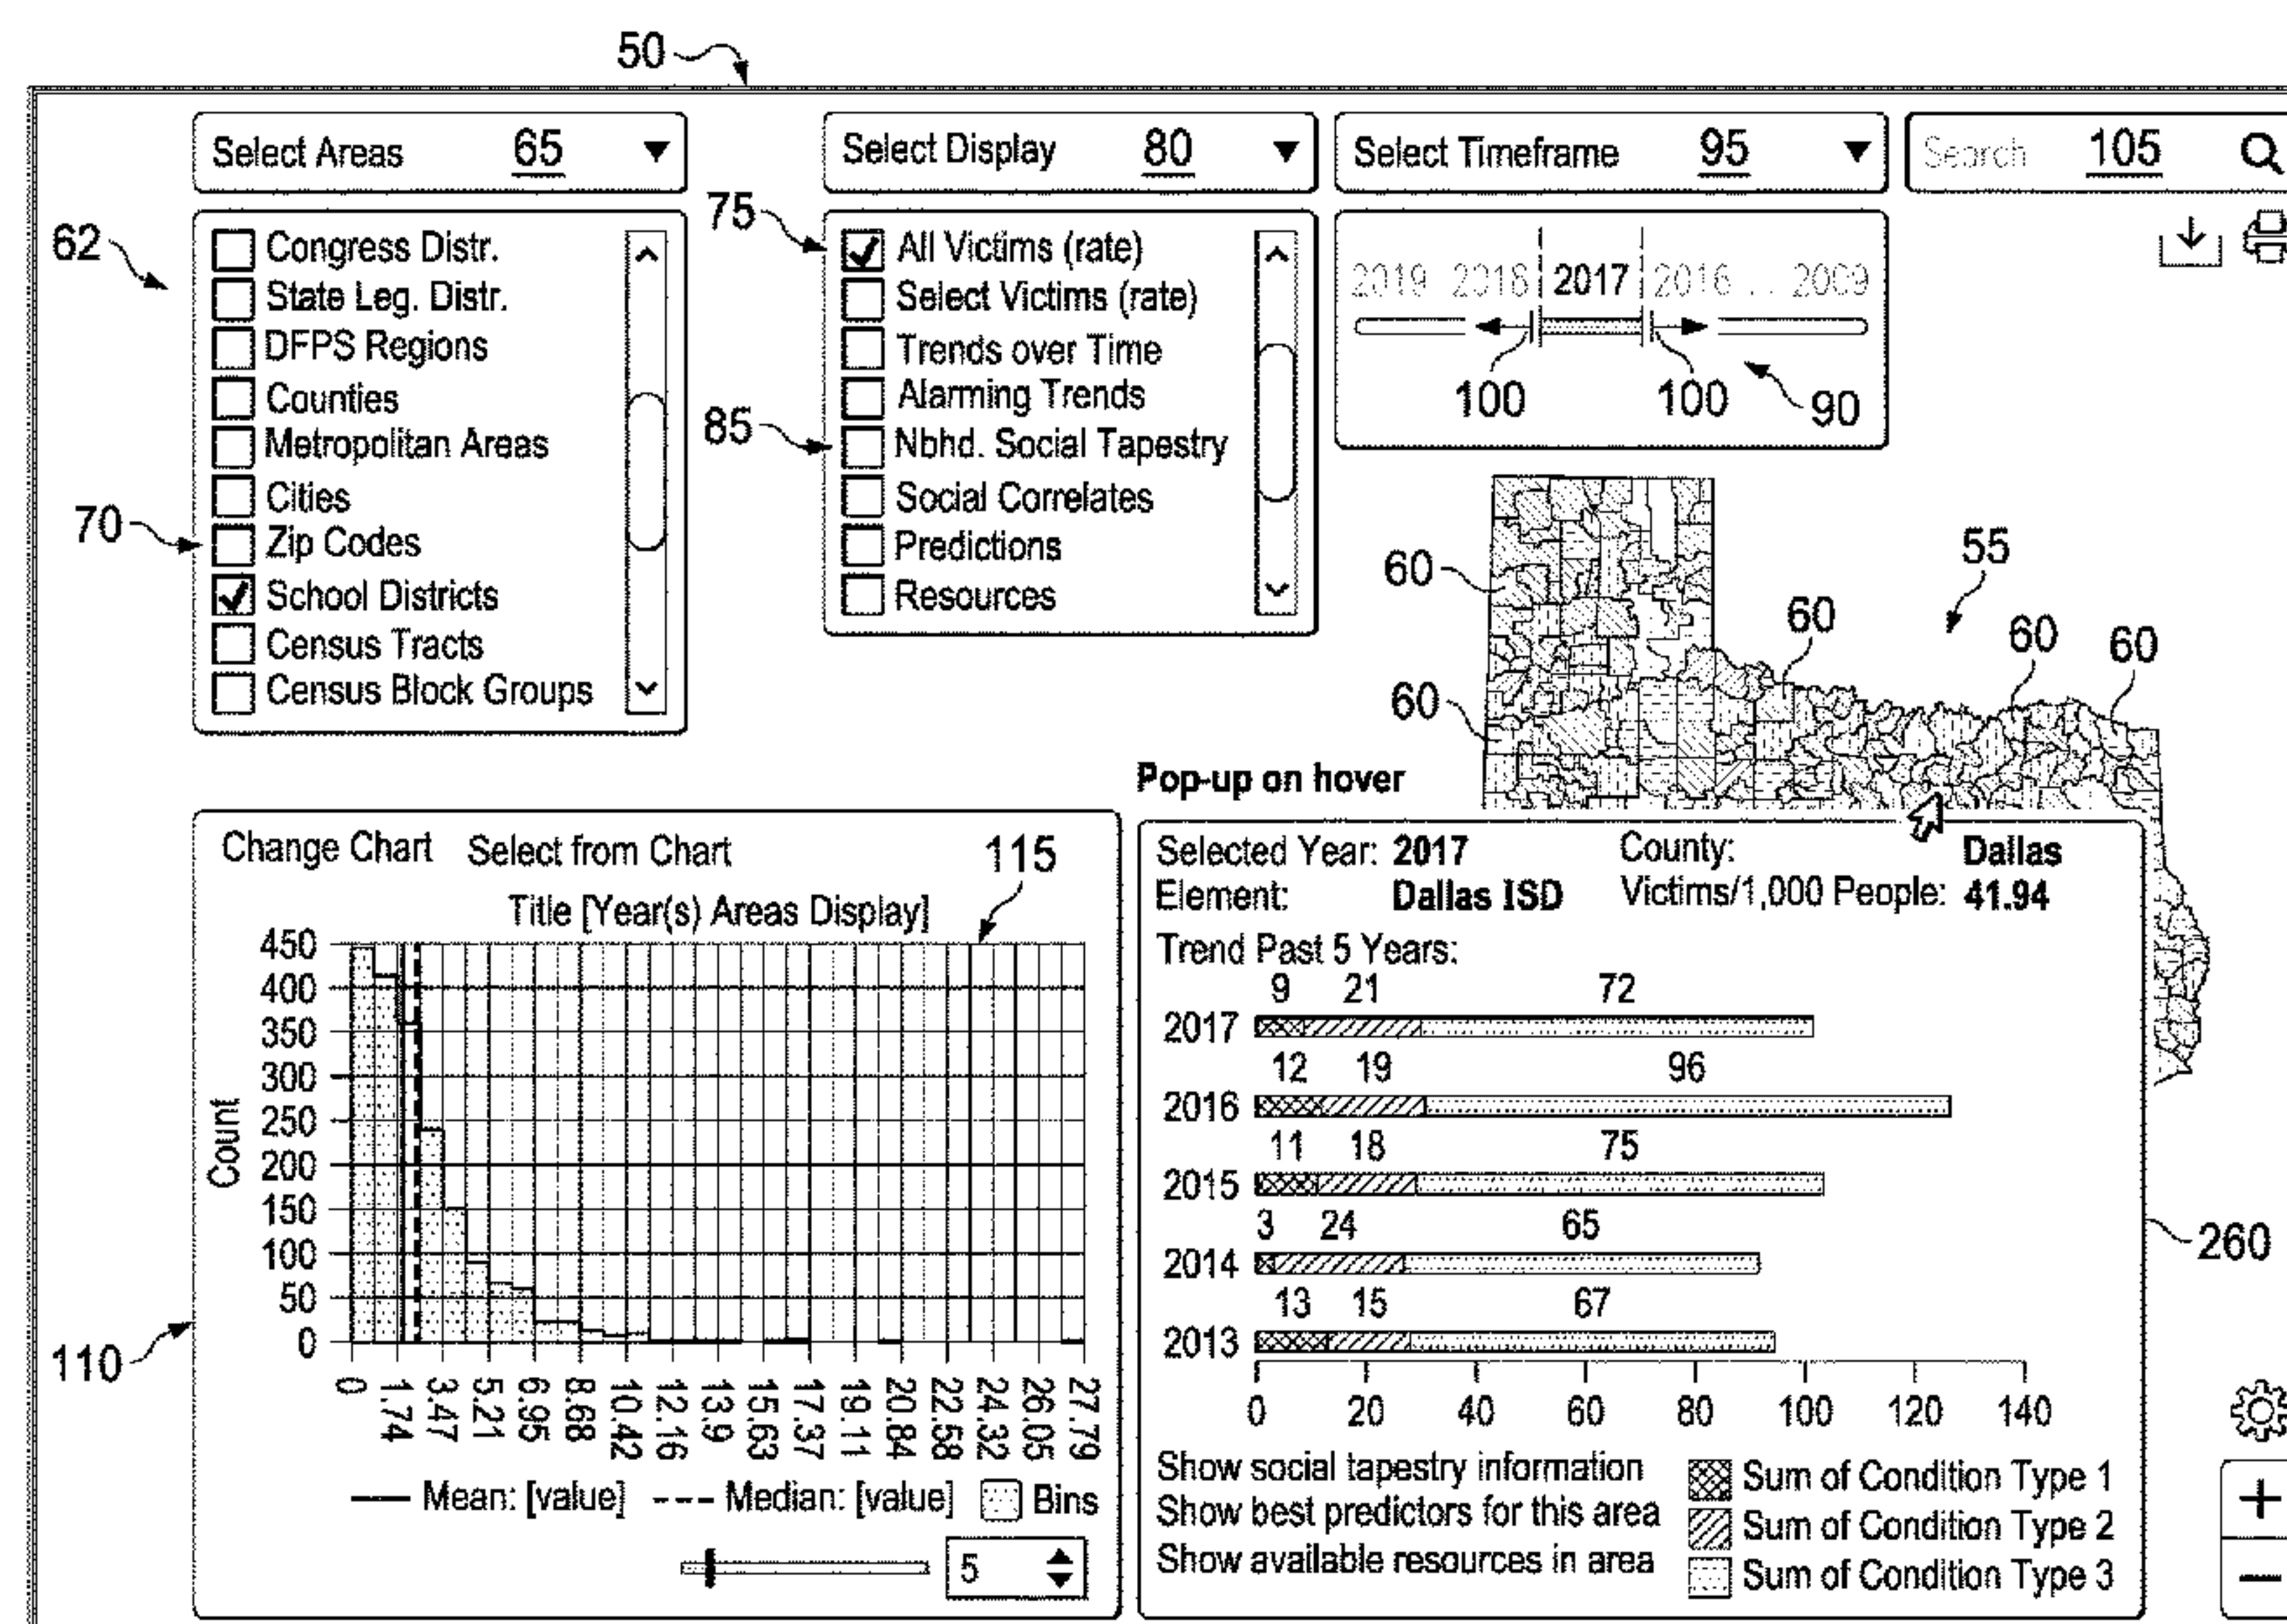 50
Select Areas 65
Select Display 80
Select Timeframe 95
Search 105
62
Congress Distr.
State Leg. Distr.
DFPS Regions
Counties
Metropolitan Areas
Cities
70
Zip Codes
School Districts
Census Tracts
Census Block Groups
75
All Victims (rate)
Select Victims (rate)
Trends over Time
Alarming Trends
85
Nbhd. Social Tapestry
Social Correlates
Predictions
Resources
2019 2018 2017 2016 .. 2009
100 100 90
55
60 60 60 60
60
Pop-up on hover
Change Chart Select from Chart 115
Title [Year(s) Areas Display]
Count
450
400
350
300
250
200
150
100
50
0
110
0 1.74 3.47 5.21 6.95 8.68 10.42 12.16 13.9 15.63 17.37 19.11 20.84 22.58 24.32 26.05 27.79
Mean: [value] Median: [value] Bins
5
Selected Year: 2017 County: Dallas
Element: Dallas ISD Victims/1,000 People: 41.94
Trend Past 5 Years:
9 21 72
2017
12 19 96
2016
11 18 75
2015
3 24 65
2014
13 15 67
2013
260
0 20 40 60 80 100 120 140
Show social tapestry information
Show best predictors for this area
Show available resources in area
Sum of Condition Type 1
Sum of Condition Type 2
Sum of Condition Type 3
+
−